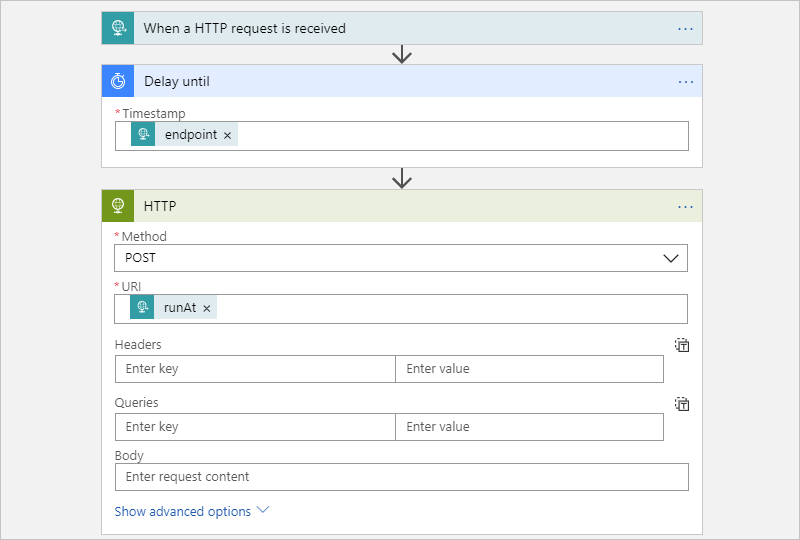 When a HTTP request is received ...
Delay until ...
*Timestamp
endpoint ×
HTTP ...
*Method
POST
*URI
runAt ×
Headers
Enter key Enter value
Queries
Enter key Enter value
Body
Enter request content
Show advanced options